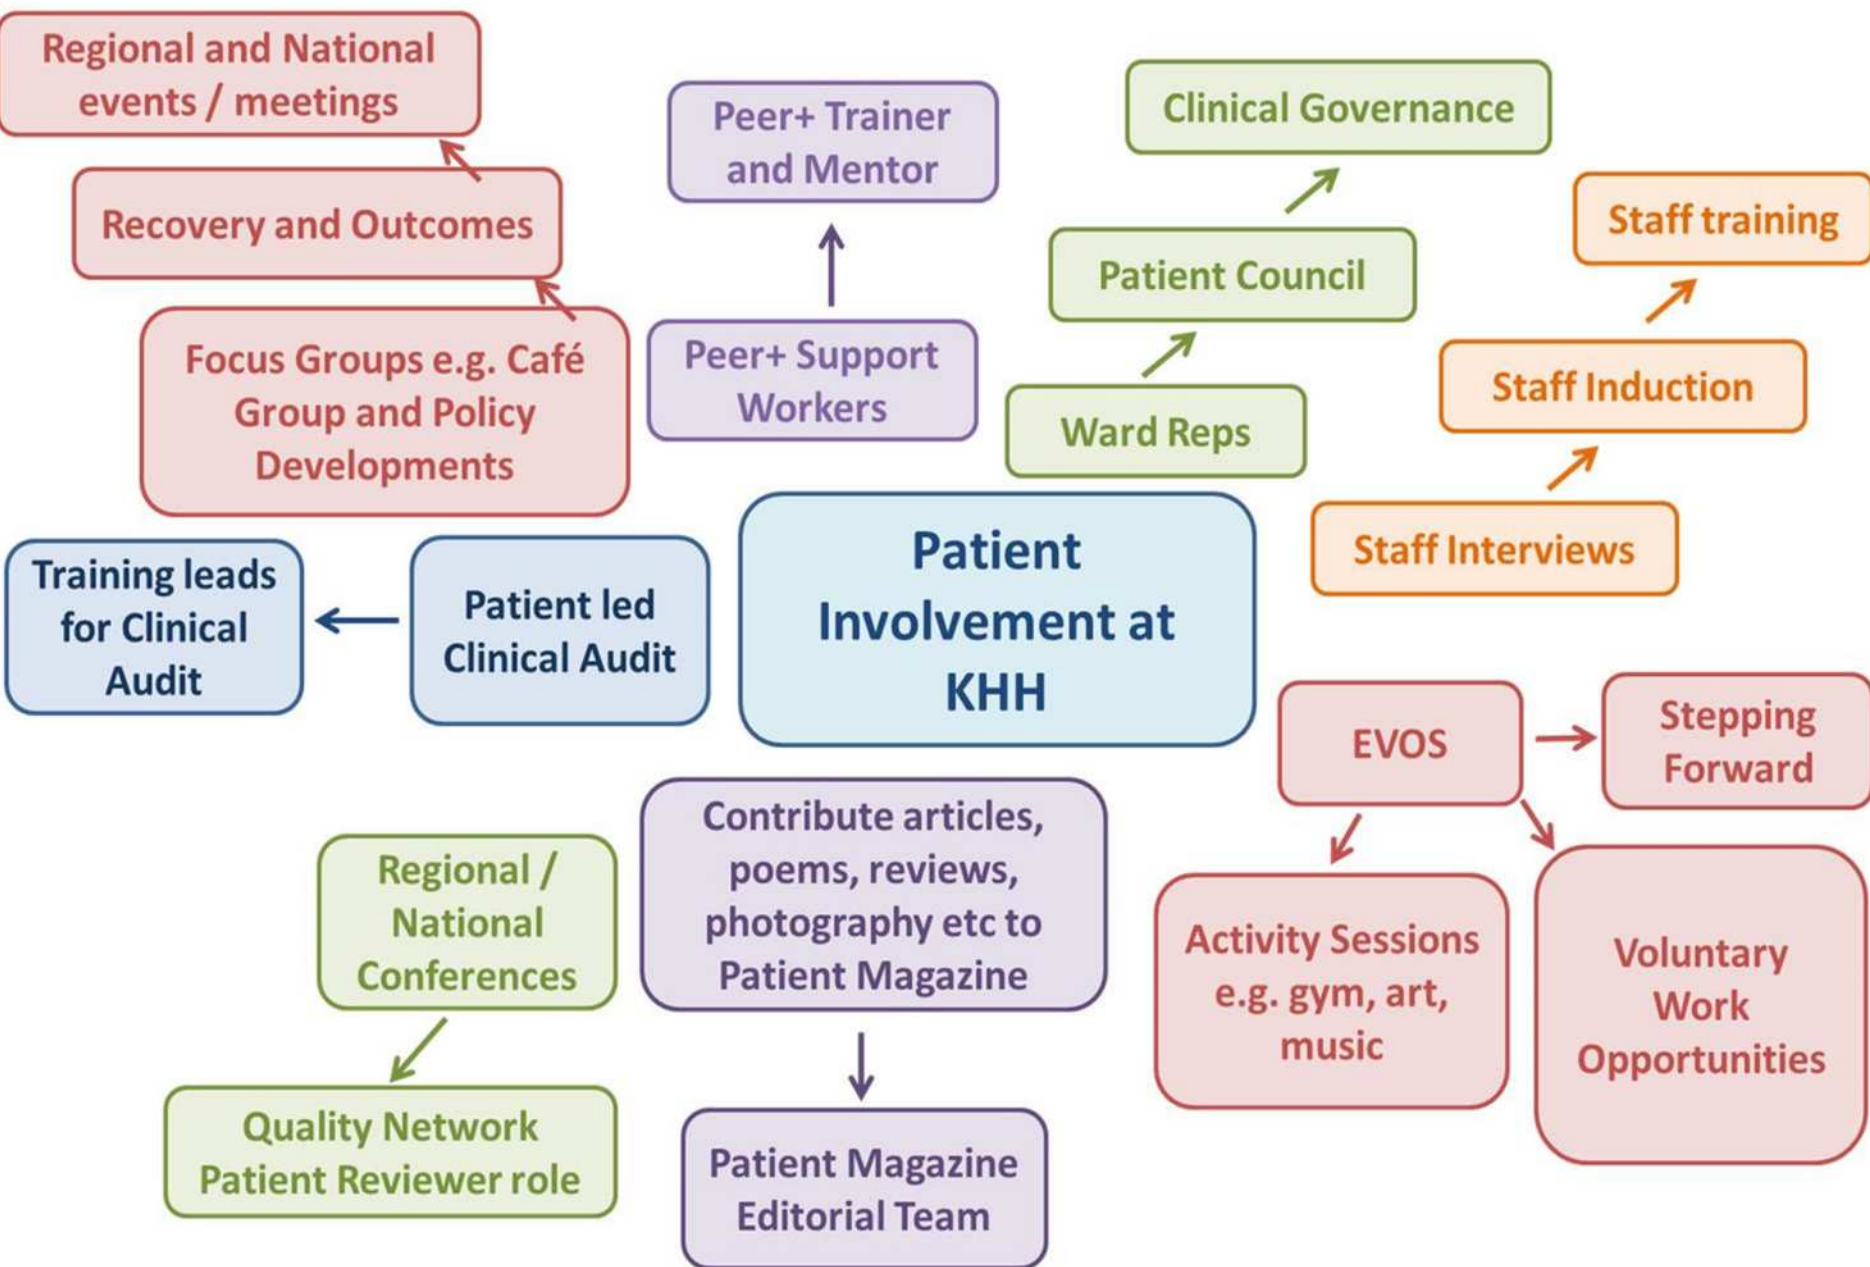 Regional and National
events / meetings
Recovery and Outcomes
Focus Groups e.g. Café
Group and Policy
Developments
Peer+ Trainer
and Mentor
Peer+ Support
Workers
Clinical Governance
Patient Council
Ward Reps
Staff training
Staff Induction
Staff Interviews
Training leads
for Clinical
Audit
Patient led
Clinical Audit
Patient
Involvement at
KHH
EVOS
Stepping
Forward
Activity Sessions
e.g. gym, art,
music
Voluntary
Work
Opportunities
Regional /
National
Conferences
Quality Network
Patient Reviewer role
Contribute articles,
poems, reviews,
photography etc to
Patient Magazine
Patient Magazine
Editorial Team